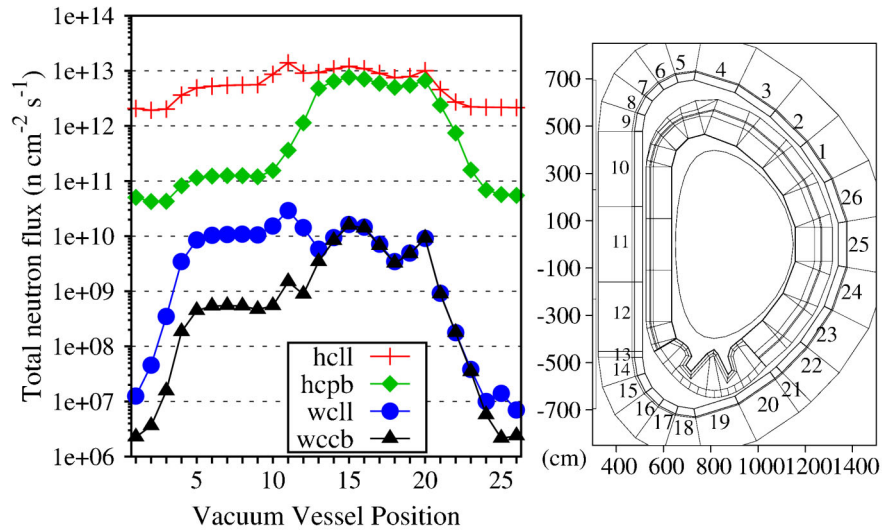 Total neutron flux (n cm⁻² s⁻¹)
1e+14
1e+13
1e+12
1e+11
1e+10
1e+09
1e+08
1e+07
1e+06
5
10
15
20
25
Vacuum Vessel Position
hcll
hcpb
wcll
wccb
700
500
300
100
-100
-300
-500
-700
(cm)
400
600
800
1000
1200
1400
1
2
3
4
5
6
7
8
9
10
11
12
13
14
15
16
17
18
19
20
21
22
23
24
25
26